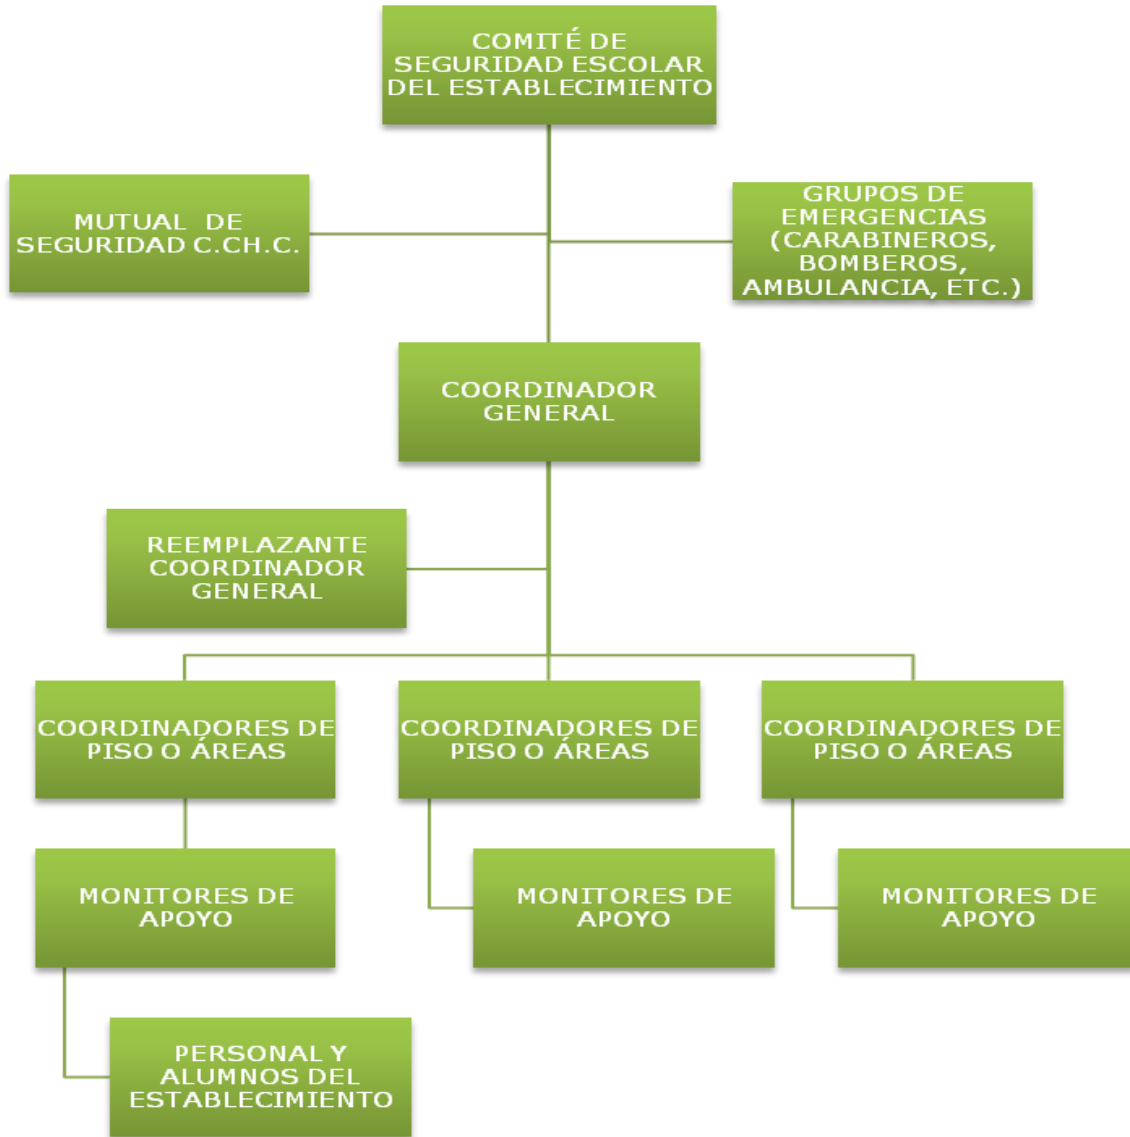 COMITÉ DE
SEGURIDAD ESCOLAR
DEL ESTABLECIMIENTO
MUTUAL DE
SEGURIDAD C.CH.C.
GRUPOS DE
EMERGENCIAS
(CARABINEROS,
BOMBEROS,
AMBULANCIA, ETC.)
COORDINADOR
GENERAL
REEMPLAZANTE
COORDINADOR
GENERAL
COORDINADORES DE
PISO O ÁREAS
COORDINADORES DE
PISO O ÁREAS
COORDINADORES DE
PISO O ÁREAS
MONITORES DE
APOYO
MONITORES DE
APOYO
MONITORES DE
APOYO
PERSONAL Y
ALUMNOS DEL
ESTABLECIMIENTO